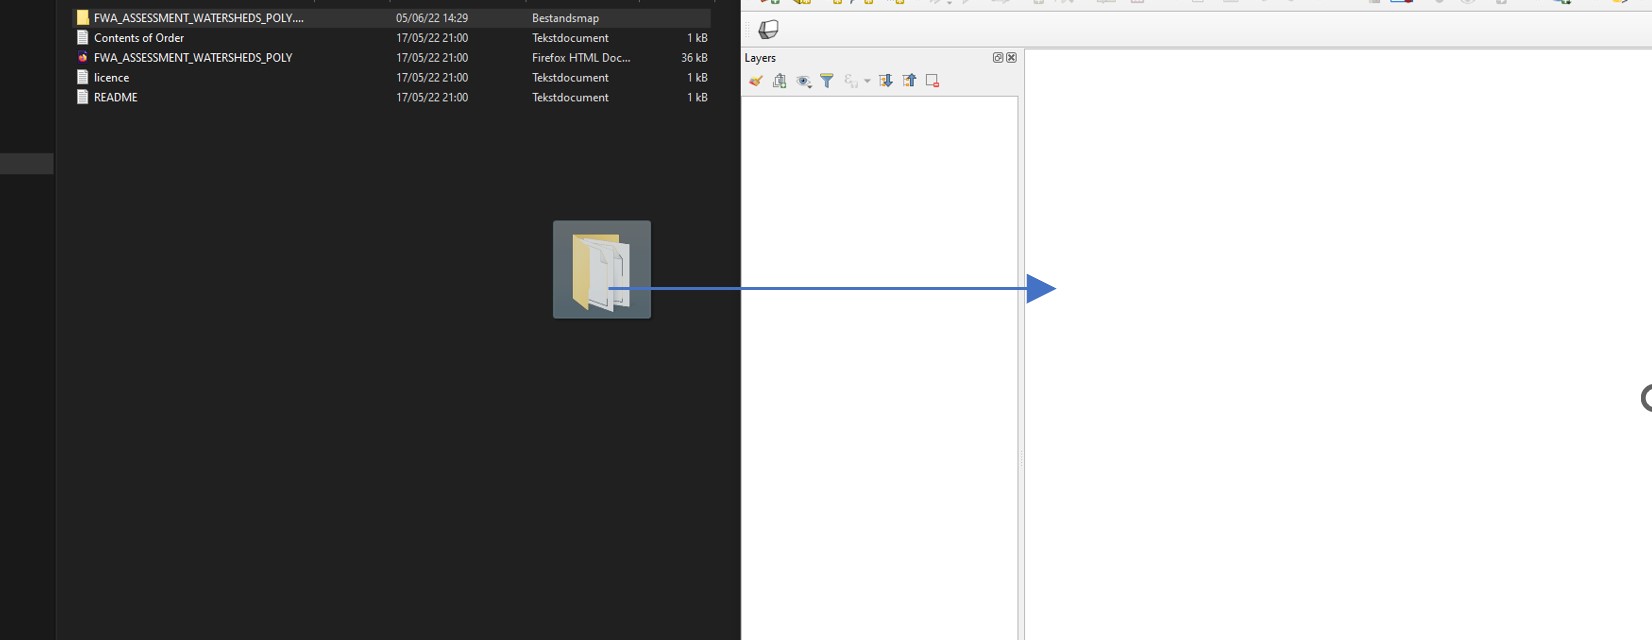 FWA_ASSESSMENT_WATERSHEDS_POLY.... 05/06/22 14:29 Bestandsmap
Contents of Order 17/05/22 21:00 Tekstdocument 1 kB
FWA_ASSESSMENT_WATERSHEDS_POLY 17/05/22 21:00 Firefox HTML Doc... 36 kB
licence 17/05/22 21:00 Tekstdocument 1 kB
README 17/05/22 21:00 Tekstdocument 1 kB
Layers